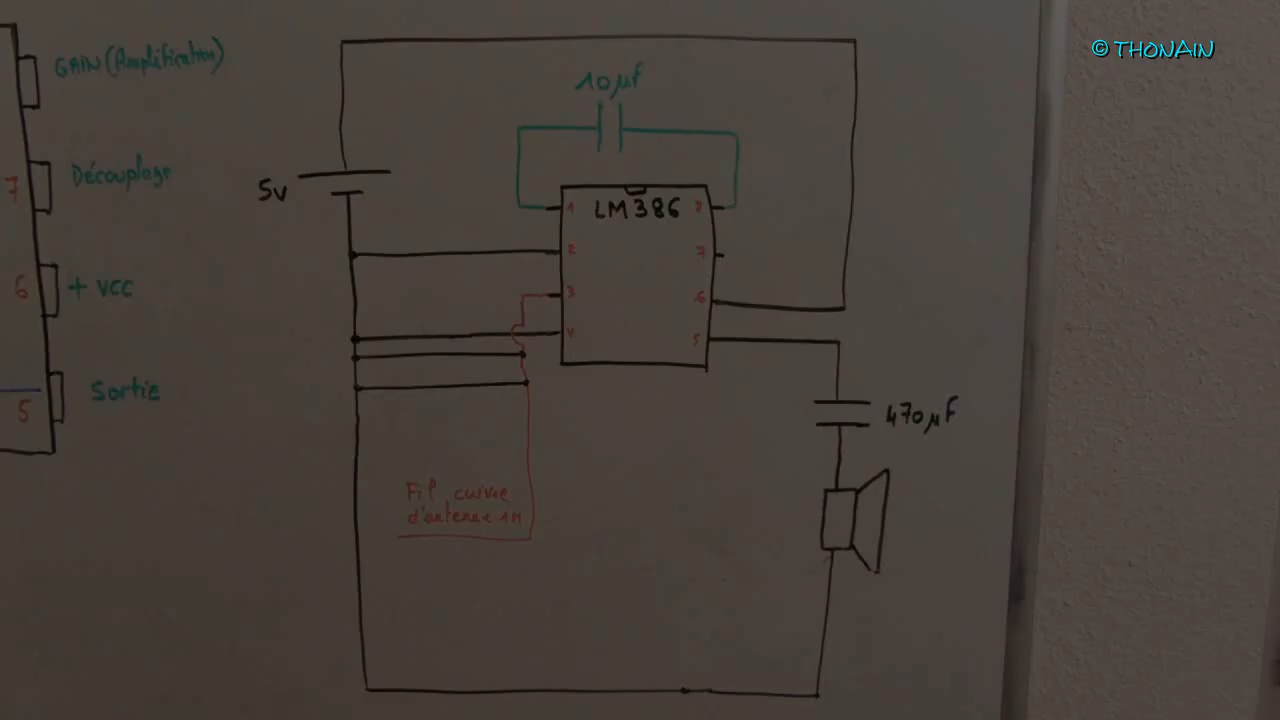 © THONAIN
GAIN (Amplification)
7
Découplage
6
+ VCC
5
Sortie
10µF
5v
LM386
1
8
2
7
3
6
4
5
470µF
Fil cuivre
d'antenne 1M